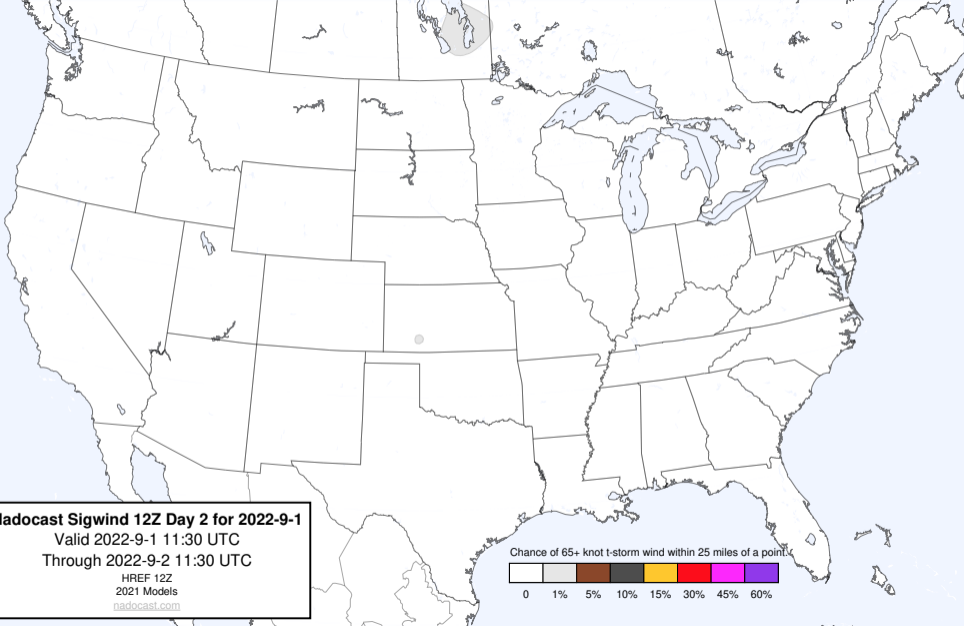 Nadocast Sigwind 12Z Day 2 for 2022-9-1
Valid 2022-9-1 11:30 UTC
Through 2022-9-2 11:30 UTC
HREF 12Z
2021 Models
nadocast.com
Chance of 65+ knot t-storm wind within 25 miles of a point.
0 1% 5% 10% 15% 30% 45% 60%